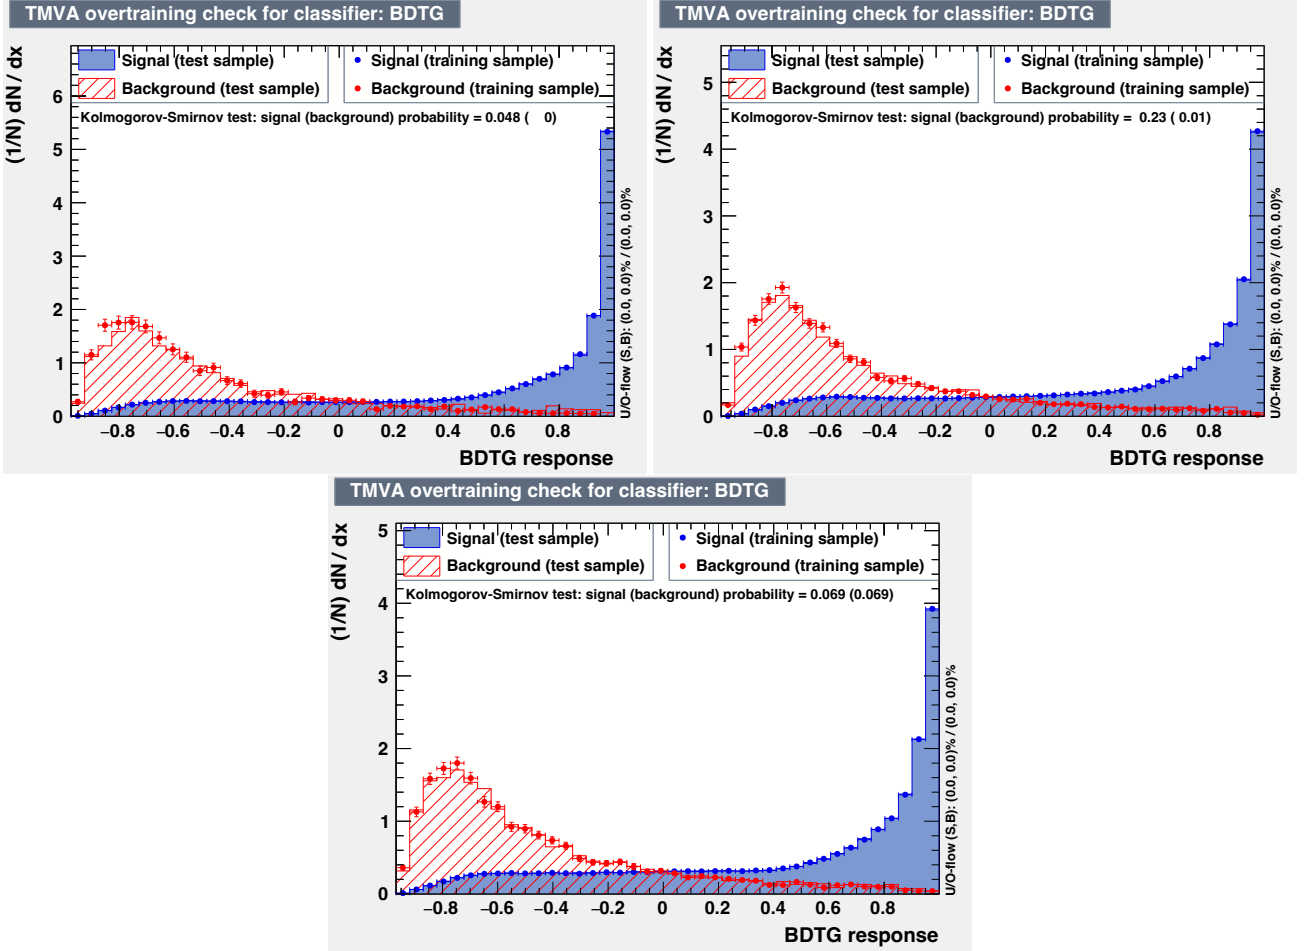 TMVA overtraining check for classifier: BDTG
Signal (test sample)
Background (test sample)
Signal (training sample)
Background (training sample)
Kolmogorov-Smirnov test: signal (background) probability = 0.048 ( 0)
(1/N) dN / dx
6
5
4
3
2
1
0
−0.8 −0.6 −0.4 −0.2 0 0.2 0.4 0.6 0.8
BDTG response
U/O-flow (S,B): (0.0, 0.0)% / (0.0, 0.0)%
TMVA overtraining check for classifier: BDTG
Signal (test sample)
Background (test sample)
Signal (training sample)
Background (training sample)
Kolmogorov-Smirnov test: signal (background) probability = 0.23 ( 0.01)
(1/N) dN / dx
5
4
3
2
1
0
−0.8 −0.6 −0.4 −0.2 0 0.2 0.4 0.6 0.8
BDTG response
U/O-flow (S,B): (0.0, 0.0)% / (0.0, 0.0)%
TMVA overtraining check for classifier: BDTG
Signal (test sample)
Background (test sample)
Signal (training sample)
Background (training sample)
Kolmogorov-Smirnov test: signal (background) probability = 0.069 (0.069)
(1/N) dN / dx
5
4
3
2
1
0
−0.8 −0.6 −0.4 −0.2 0 0.2 0.4 0.6 0.8
BDTG response
U/O-flow (S,B): (0.0, 0.0)% / (0.0, 0.0)%